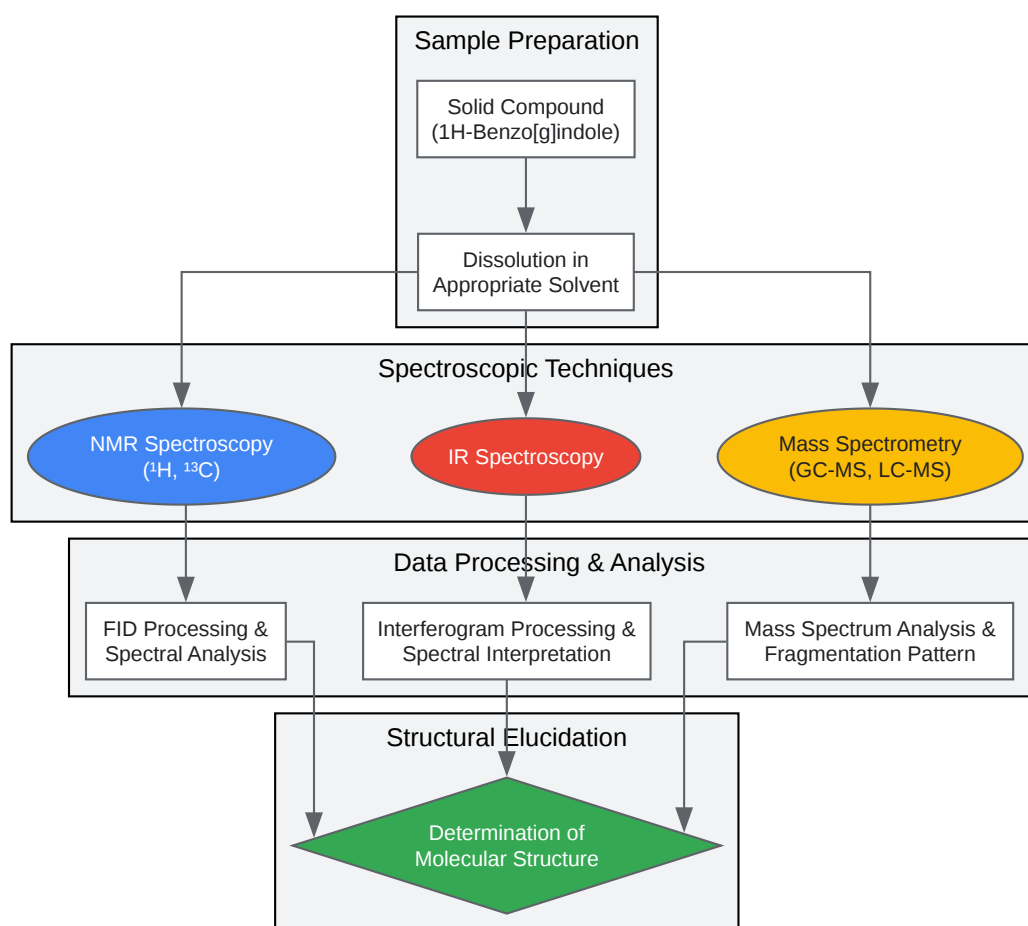 Sample Preparation
Solid Compound
(1H-Benzo[g]indole)
Dissolution in
Appropriate Solvent
Spectroscopic Techniques
NMR Spectroscopy
(¹H, ¹³C)
IR Spectroscopy
Mass Spectrometry
(GC-MS, LC-MS)
Data Processing & Analysis
FID Processing &
Spectral Analysis
Interferogram Processing &
Spectral Interpretation
Mass Spectrum Analysis &
Fragmentation Pattern
Structural Elucidation
Determination of
Molecular Structure